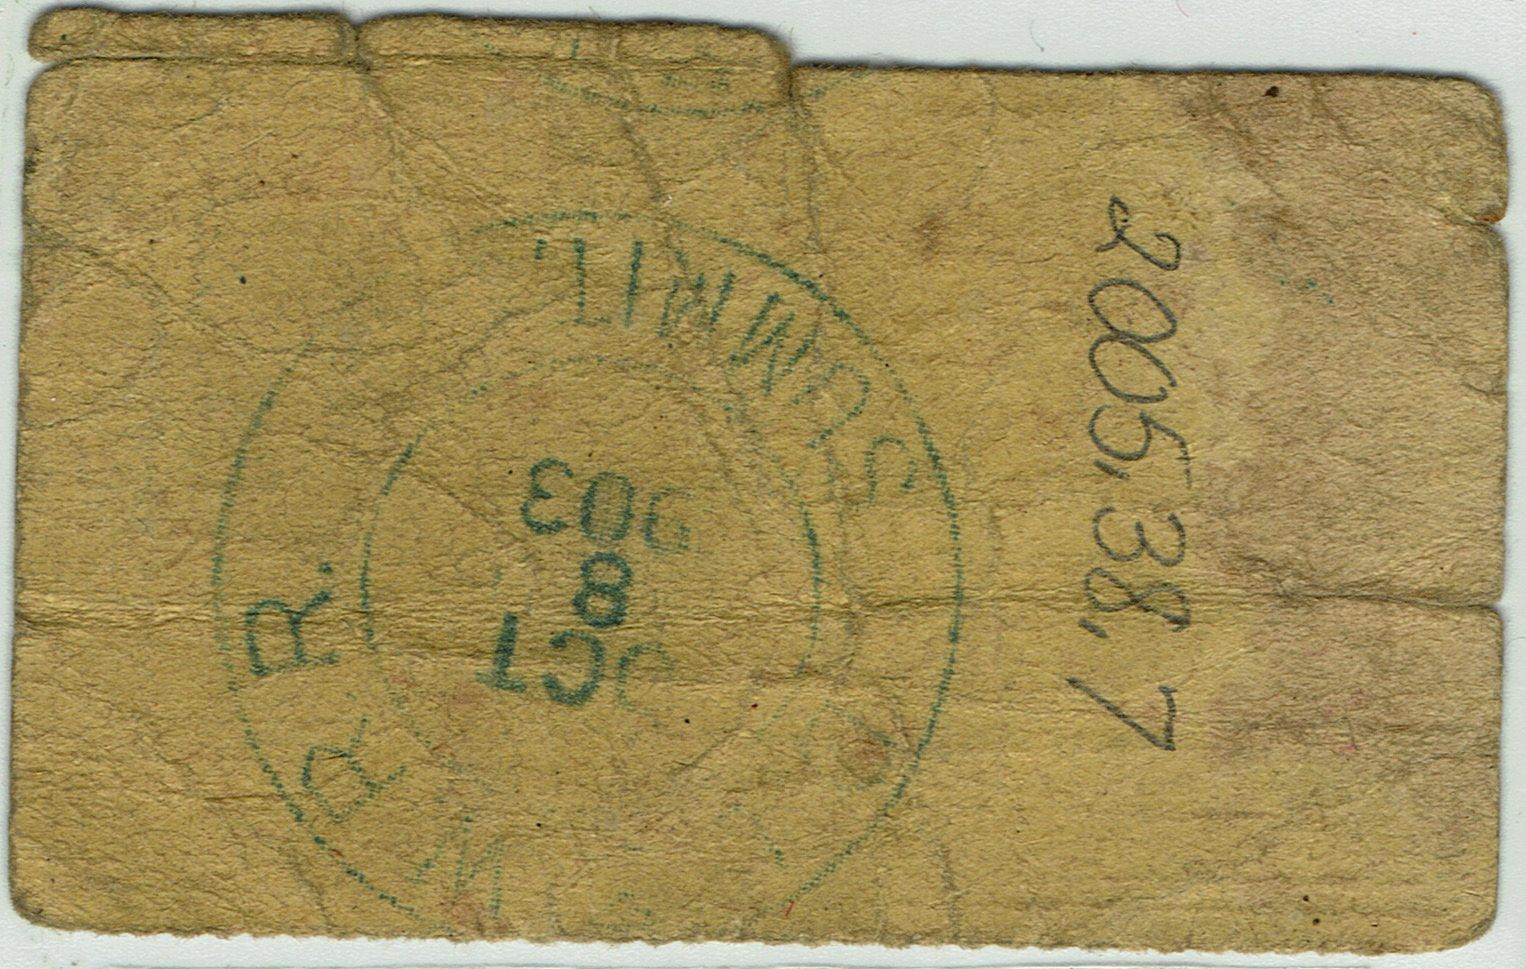 W. R. R.
OCT
8
903
SUMMIT.
2005.38.7